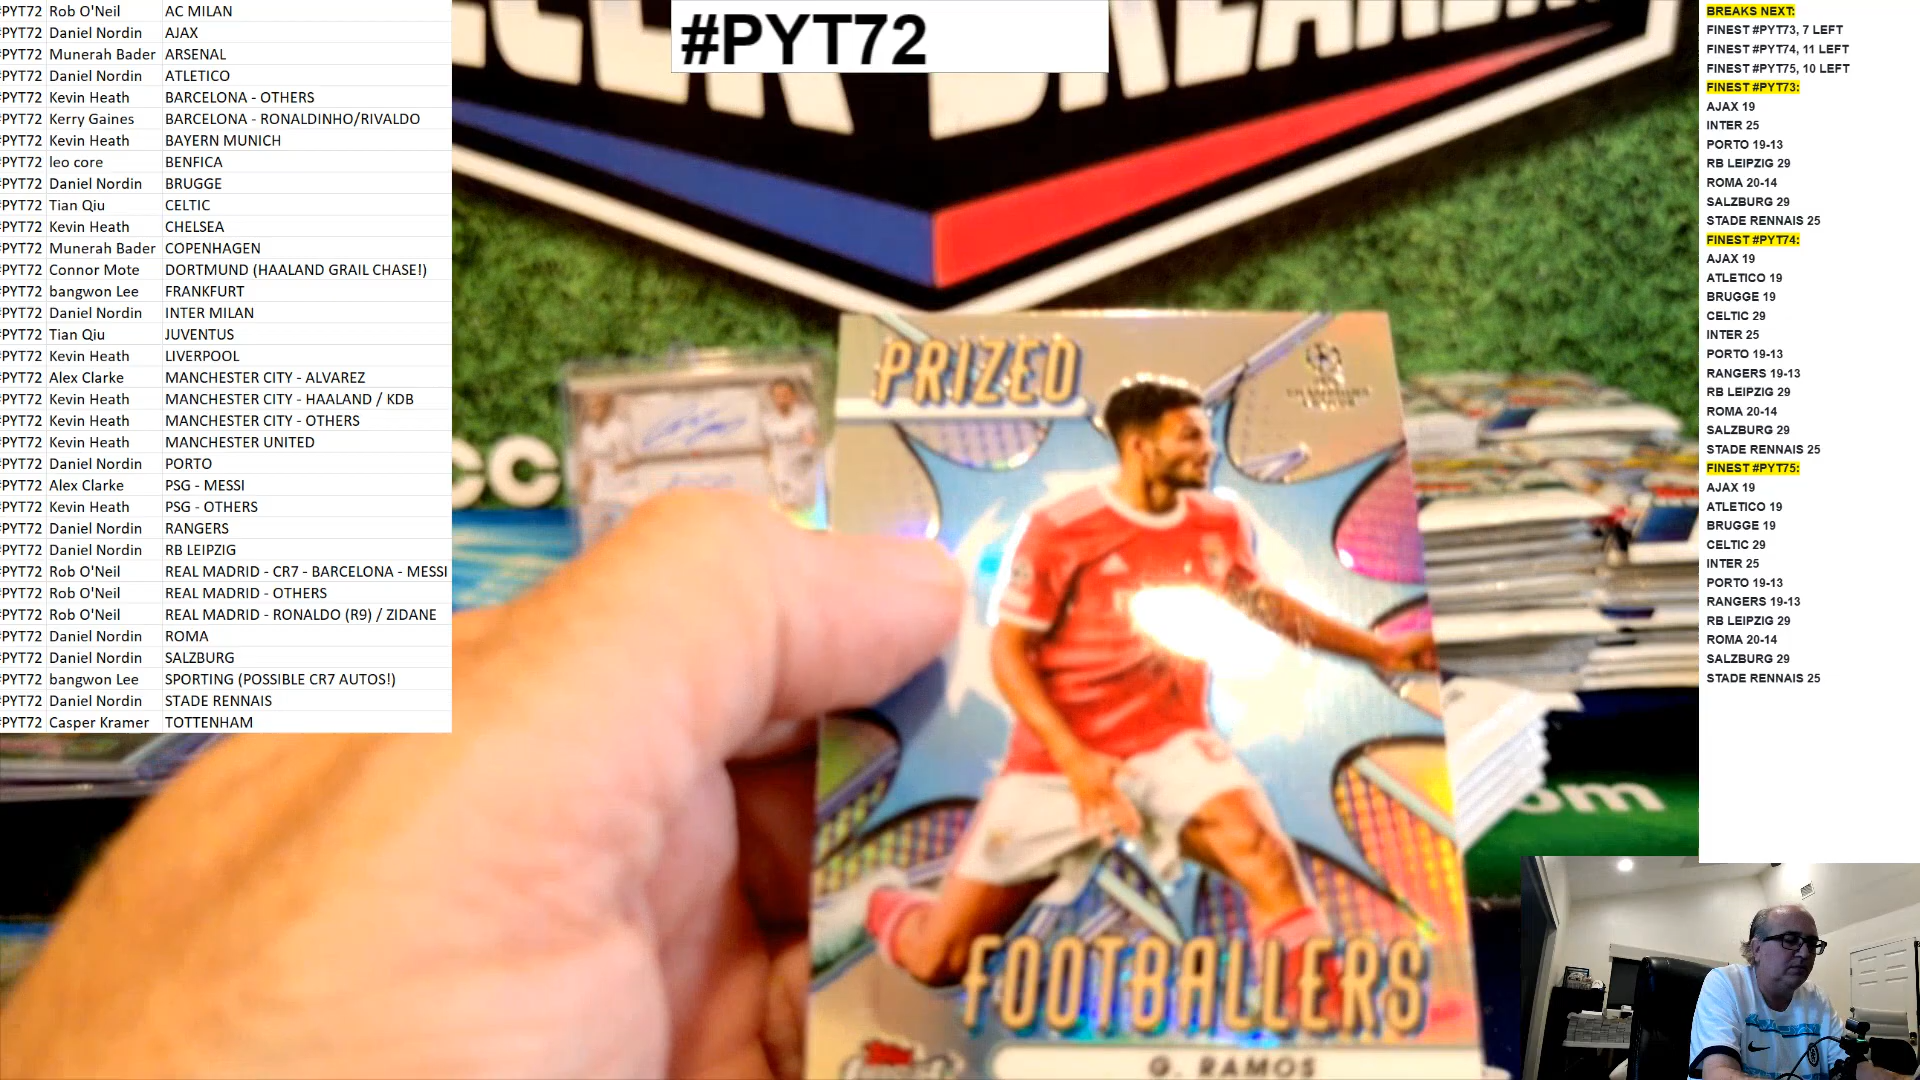 #PYT72
#PYT72 Rob O'Neil AC MILAN
#PYT72 Daniel Nordin AJAX
#PYT72 Munerah Bader ARSENAL
#PYT72 Daniel Nordin ATLETICO
#PYT72 Kevin Heath BARCELONA - OTHERS
#PYT72 Kerry Gaines BARCELONA - RONALDINHO/RIVALDO
#PYT72 Kevin Heath BAYERN MUNICH
#PYT72 leo core BENFICA
#PYT72 Daniel Nordin BRUGGE
#PYT72 Tian Qiu CELTIC
#PYT72 Kevin Heath CHELSEA
#PYT72 Munerah Bader COPENHAGEN
#PYT72 Connor Mote DORTMUND (HAALAND GRAIL CHASE!)
#PYT72 bangwon Lee FRANKFURT
#PYT72 Daniel Nordin INTER MILAN
#PYT72 Tian Qiu JUVENTUS
#PYT72 Kevin Heath LIVERPOOL
#PYT72 Alex Clarke MANCHESTER CITY - ALVAREZ
#PYT72 Kevin Heath MANCHESTER CITY - HAALAND / KDB
#PYT72 Kevin Heath MANCHESTER CITY - OTHERS
#PYT72 Kevin Heath MANCHESTER UNITED
#PYT72 Daniel Nordin PORTO
#PYT72 Alex Clarke PSG - MESSI
#PYT72 Kevin Heath PSG - OTHERS
#PYT72 Daniel Nordin RANGERS
#PYT72 Daniel Nordin RB LEIPZIG
#PYT72 Rob O'Neil REAL MADRID - CR7 - BARCELONA - MESSI
#PYT72 Rob O'Neil REAL MADRID - OTHERS
#PYT72 Rob O'Neil REAL MADRID - RONALDO (R9) / ZIDANE
#PYT72 Daniel Nordin ROMA
#PYT72 Daniel Nordin SALZBURG
#PYT72 bangwon Lee SPORTING (POSSIBLE CR7 AUTOS!)
#PYT72 Daniel Nordin STADE RENNAIS
#PYT72 Casper Kramer TOTTENHAM
PRIZED
FOOTBALLERS
G. RAMOS
BREAKS NEXT:
FINEST #PYT73, 7 LEFT
FINEST #PYT74, 11 LEFT
FINEST #PYT75, 10 LEFT
FINEST #PYT73:
AJAX 19
INTER 25
PORTO 19-13
RB LEIPZIG 29
ROMA 20-14
SALZBURG 29
STADE RENNAIS 25
FINEST #PYT74:
AJAX 19
ATLETICO 19
BRUGGE 19
CELTIC 29
INTER 25
PORTO 19-13
RANGERS 19-13
RB LEIPZIG 29
ROMA 20-14
SALZBURG 29
STADE RENNAIS 25
FINEST #PYT75:
AJAX 19
ATLETICO 19
BRUGGE 19
CELTIC 29
INTER 25
PORTO 19-13
RANGERS 19-13
RB LEIPZIG 29
ROMA 20-14
SALZBURG 29
STADE RENNAIS 25